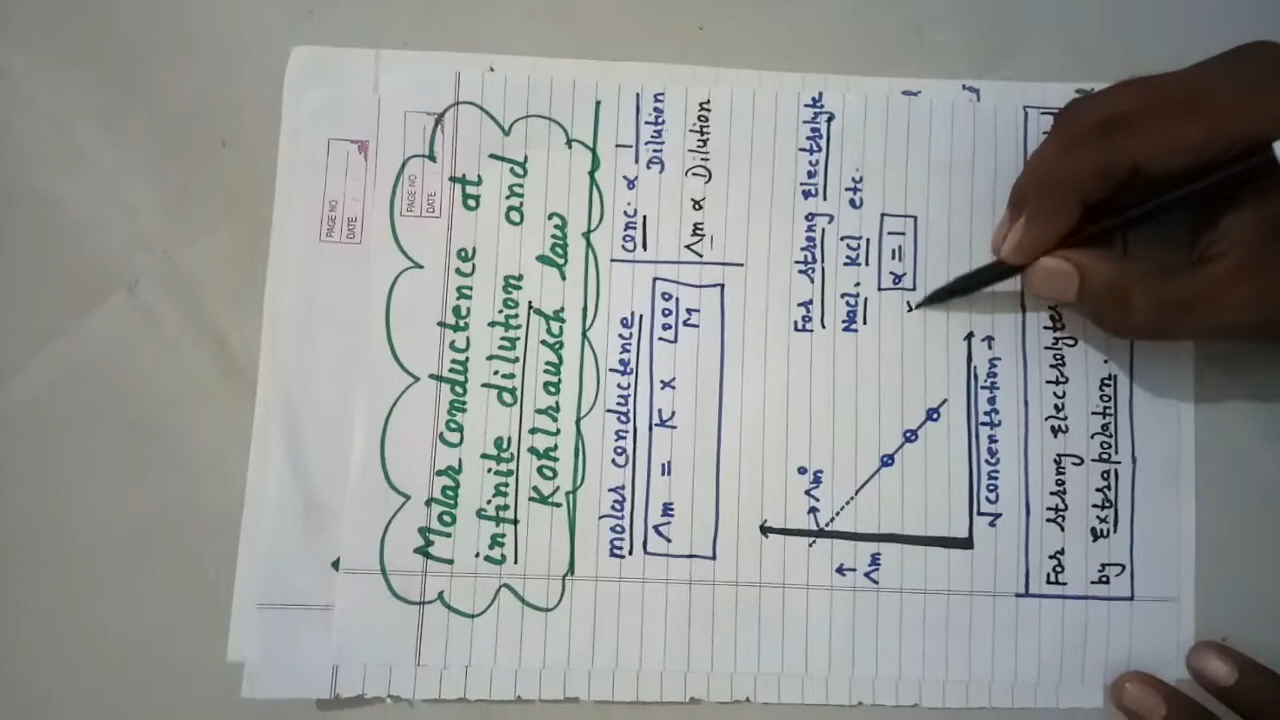 PAGE NO
DATE
PAGE NO
DATE
Molar conductence at
infinite dilution and
Kohlrausch law
molar conductence
Λm = K × 1000/M
conc. ∝ 1/Dilution
Λm ∝ Dilution
For strong Electrolyte
Nacl, Kcl etc.
α = 1
Λm°
↑
Λm
√concentration →
For strong Electrolyte
by Extrapolation.